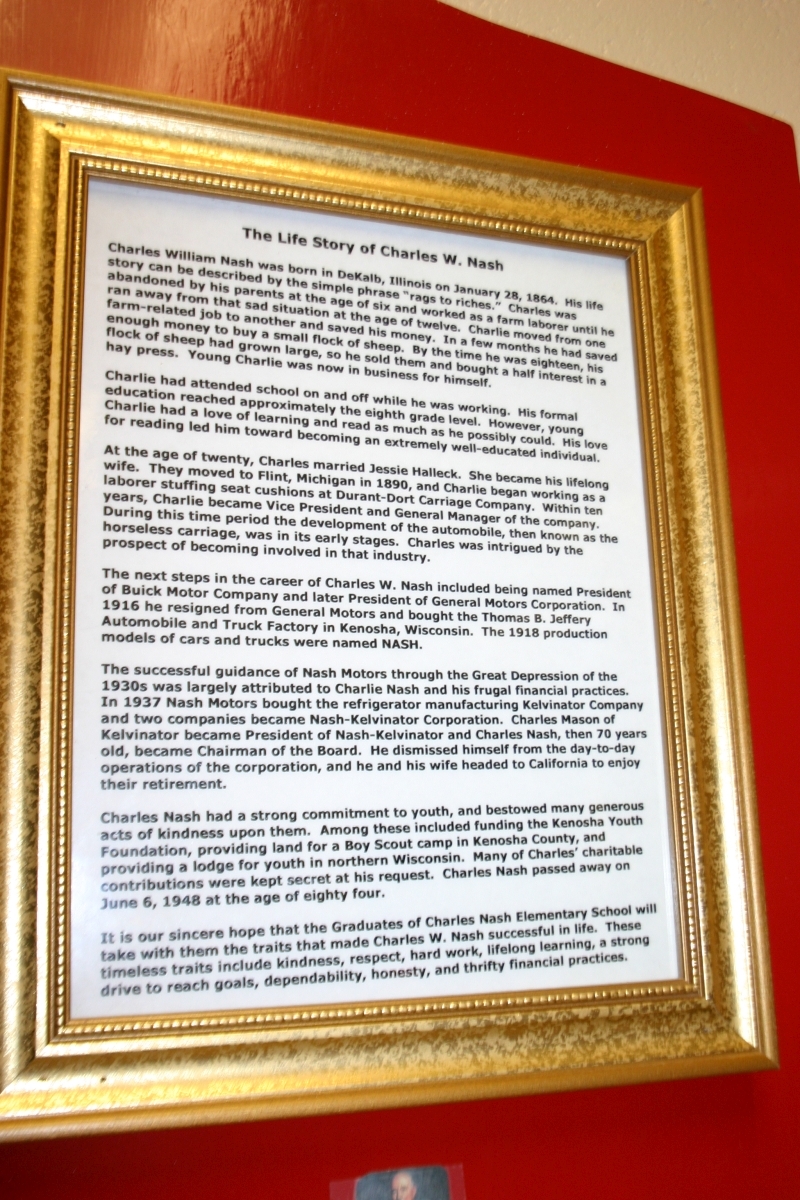 The Life Story of Charles W. Nash
Charles William Nash was born in DeKalb, Illinois on January 28, 1864. His life
story can be described by the simple phrase "rags to riches." Charles was
abandoned by his parents at the age of six and worked as a farm laborer until he
ran away from that sad situation at the age of twelve. Charlie moved from one
farm-related job to another and saved his money. In a few months he had saved
enough money to buy a small flock of sheep. By the time he was eighteen, his
flock of sheep had grown large, so he sold them and bought a half interest in a
hay press. Young Charlie was now in business for himself.
Charlie had attended school on and off while he was working. His formal
education reached approximately the eighth grade level. However, young
Charlie had a love of learning and read as much as he possibly could. His love
for reading led him toward becoming an extremely well-educated individual.
At the age of twenty, Charles married Jessie Halleck. She became his lifelong
wife. They moved to Flint, Michigan in 1890, and Charlie began working as a
laborer stuffing seat cushions at Durant-Dort Carriage Company. Within ten
years, Charlie became Vice President and General Manager of the company.
During this time period the development of the automobile, then known as the
horseless carriage, was in its early stages. Charles was intrigued by the
prospect of becoming involved in that industry.
The next steps in the career of Charles W. Nash included being named President
of Buick Motor Company and later President of General Motors Corporation. In
1916 he resigned from General Motors and bought the Thomas B. Jeffery
Automobile and Truck Factory in Kenosha, Wisconsin. The 1918 production
models of cars and trucks were named NASH.
The successful guidance of Nash Motors through the Great Depression of the
1930s was largely attributed to Charlie Nash and his frugal financial practices.
In 1937 Nash Motors bought the refrigerator manufacturing Kelvinator Company
and two companies became Nash-Kelvinator Corporation. Charles Mason of
Kelvinator became President of Nash-Kelvinator and Charles Nash, then 70 years
old, became Chairman of the Board. He dismissed himself from the day-to-day
operations of the corporation, and he and his wife headed to California to enjoy
their retirement.
Charles Nash had a strong commitment to youth, and bestowed many generous
acts of kindness upon them. Among these included funding the Kenosha Youth
Foundation, providing land for a Boy Scout camp in Kenosha County, and
providing a lodge for youth in northern Wisconsin. Many of Charles' charitable
contributions were kept secret at his request. Charles Nash passed away on
June 6, 1948 at the age of eighty four.
It is our sincere hope that the Graduates of Charles Nash Elementary School will
take with them the traits that made Charles W. Nash successful in life. These
timeless traits include kindness, respect, hard work, lifelong learning, a strong
drive to reach goals, dependability, honesty, and thrifty financial practices.